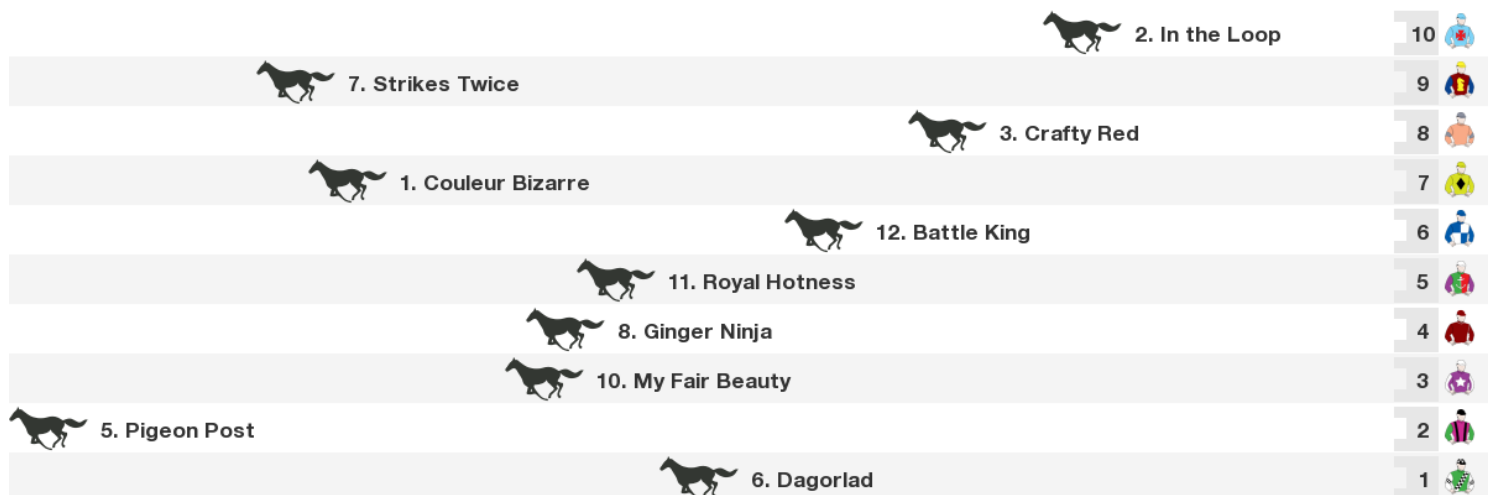 2. In the Loop 10
7. Strikes Twice 9
3. Crafty Red 8
1. Couleur Bizarre 7
12. Battle King 6
11. Royal Hotness 5
8. Ginger Ninja 4
10. My Fair Beauty 3
5. Pigeon Post 2
6. Dagorlad 1